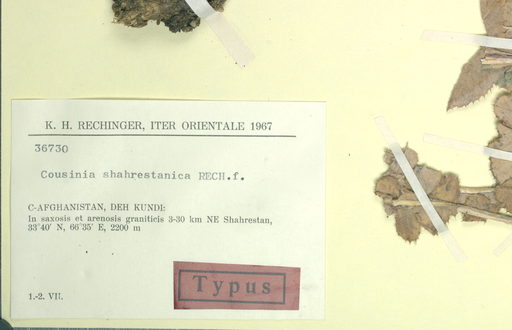 K. H. RECHINGER, ITER ORIENTALE 1967
36730
Cousinia shahrestanica RECH.f.
C-AFGHANISTAN, DEH KUNDI:
In saxosis et arenosis graniticis 3-30 km NE Shahrestan,
33°40' N, 66°35' E, 2200 m
Typus
1.-2. VII.